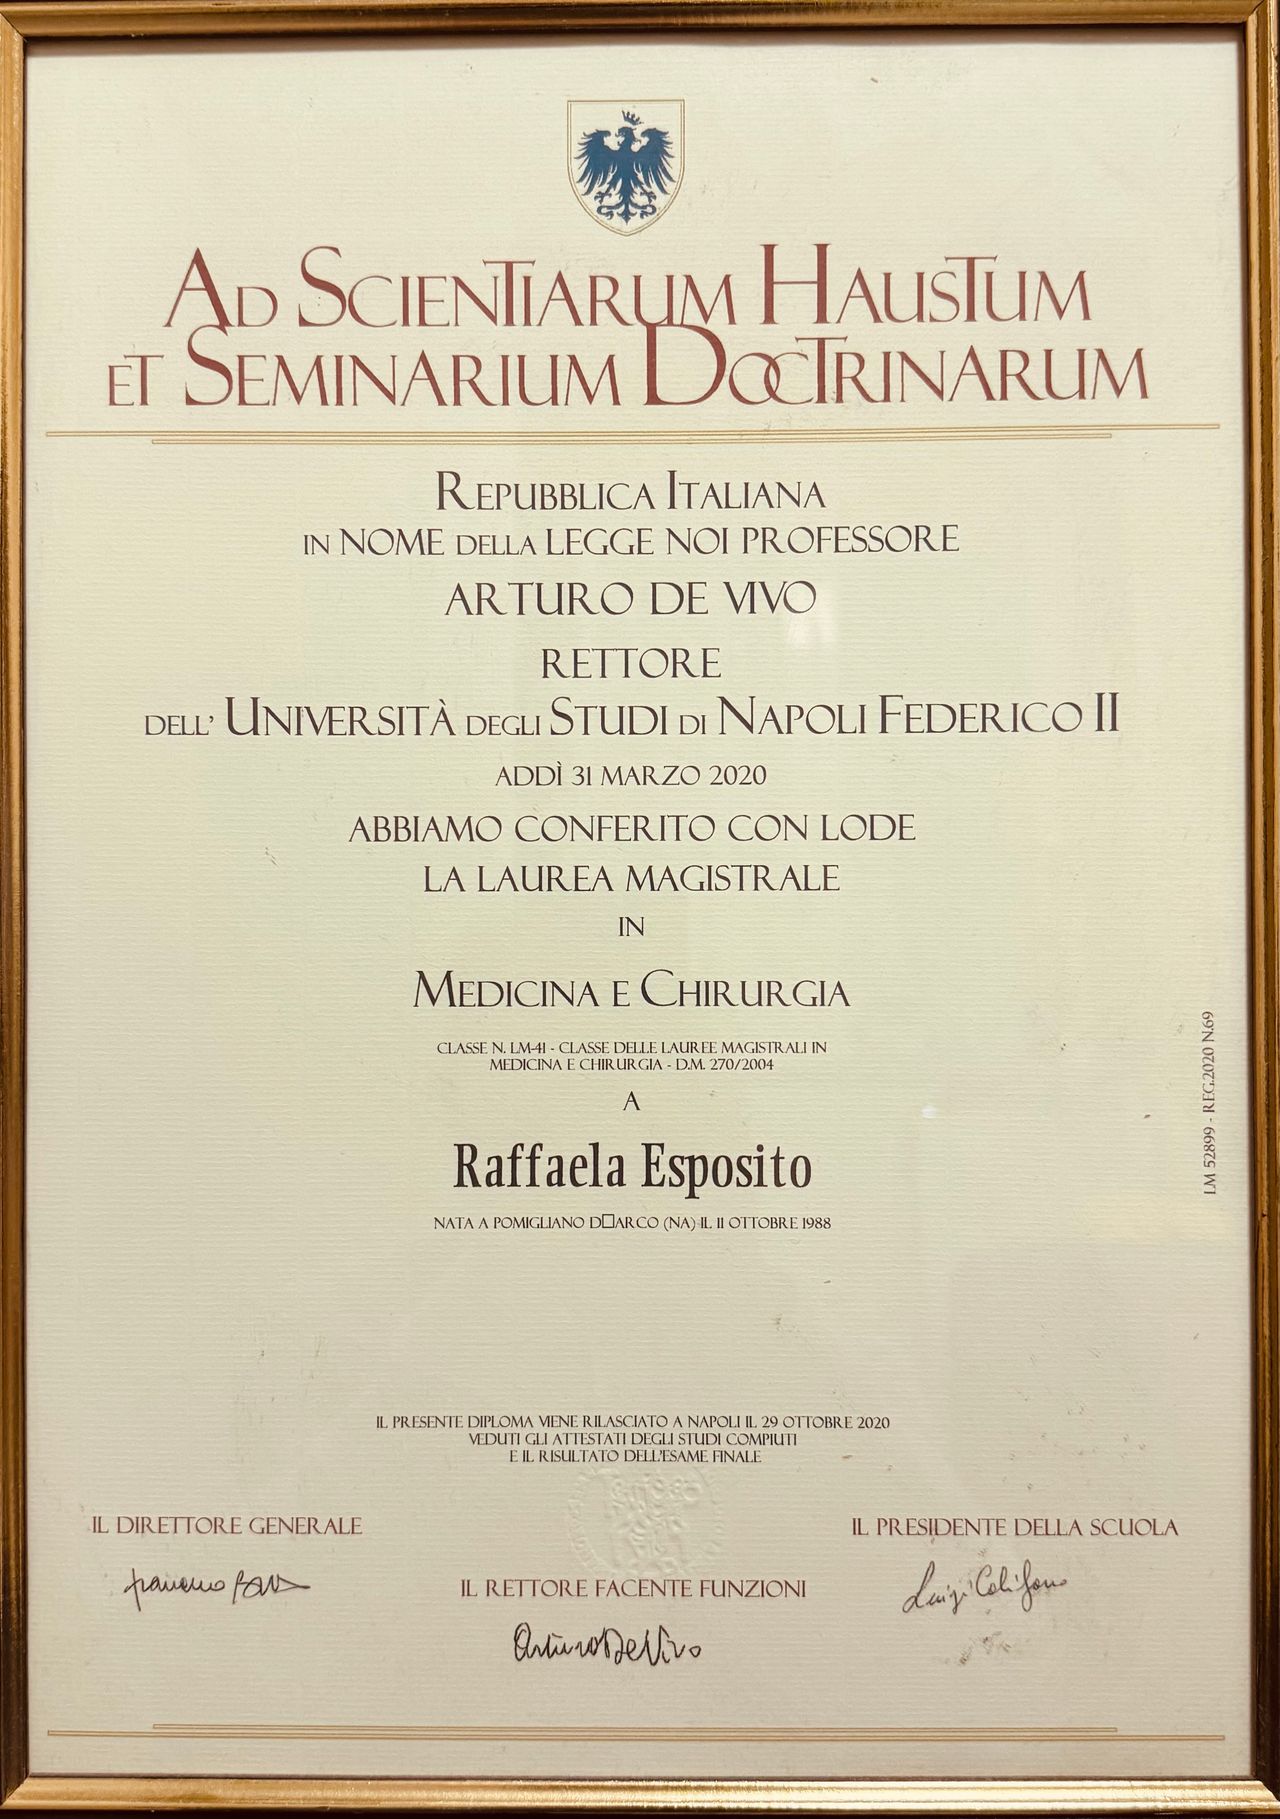 Ad Scientiarum Haustum
et Seminarium Doctrinarum
Repubblica Italiana
in nome della legge noi professore
ARTURO DE VIVO
RETTORE
dell' Università degli Studi di Napoli Federico II
ADDÌ 31 MARZO 2020
ABBIAMO CONFERITO CON LODE
LA LAUREA MAGISTRALE
IN
Medicina e Chirurgia
CLASSE N. LM-41 - CLASSE DELLE LAUREE MAGISTRALI IN
MEDICINA E CHIRURGIA - D.M. 270/2004
A
Raffaela Esposito
NATA A POMIGLIANO D□ARCO (NA) IL 11 OTTOBRE 1988
LM 52899 - REG.2020 N.69
IL PRESENTE DIPLOMA VIENE RILASCIATO A NAPOLI IL 29 OTTOBRE 2020
VEDUTI GLI ATTESTATI DEGLI STUDI COMPIUTI
E IL RISULTATO DELL'ESAME FINALE
IL DIRETTORE GENERALE
IL PRESIDENTE DELLA SCUOLA
IL RETTORE FACENTE FUNZIONI
Luigi Califano
Arturo De Vivo